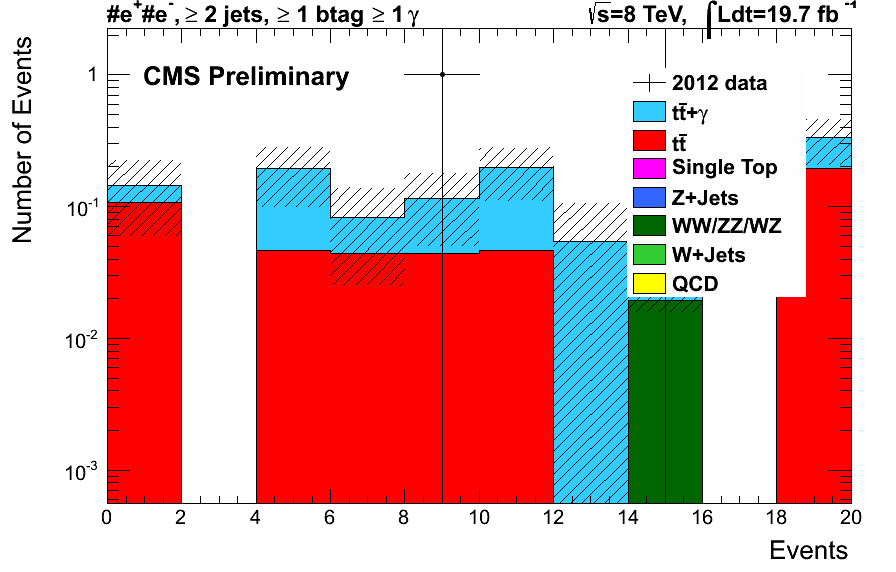 #e⁺#e⁻, ≥ 2 jets, ≥ 1 btag ≥ 1 γ
√s=8 TeV, ∫Ldt=19.7 fb⁻¹
CMS Preliminary
Number of Events
1
10⁻¹
10⁻²
10⁻³
2012 data
tt̄+γ
tt̄
Single Top
Z+Jets
WW/ZZ/WZ
W+Jets
QCD
0 2 4 6 8 10 12 14 16 18 20
Events